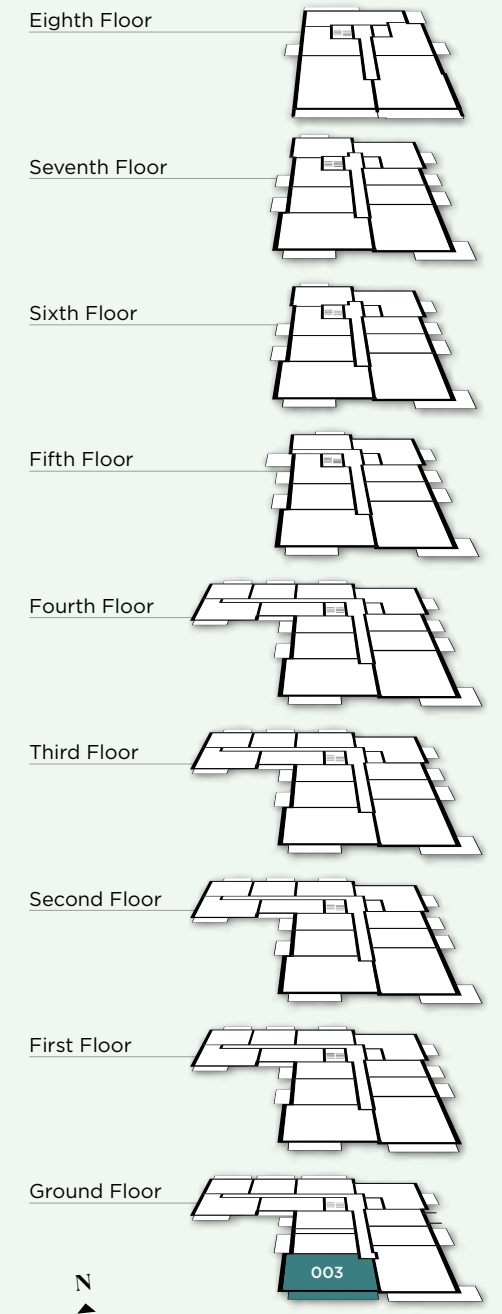 Eighth Floor
Seventh Floor
Sixth Floor
Fifth Floor
Fourth Floor
Third Floor
Second Floor
First Floor
Ground Floor
003
N